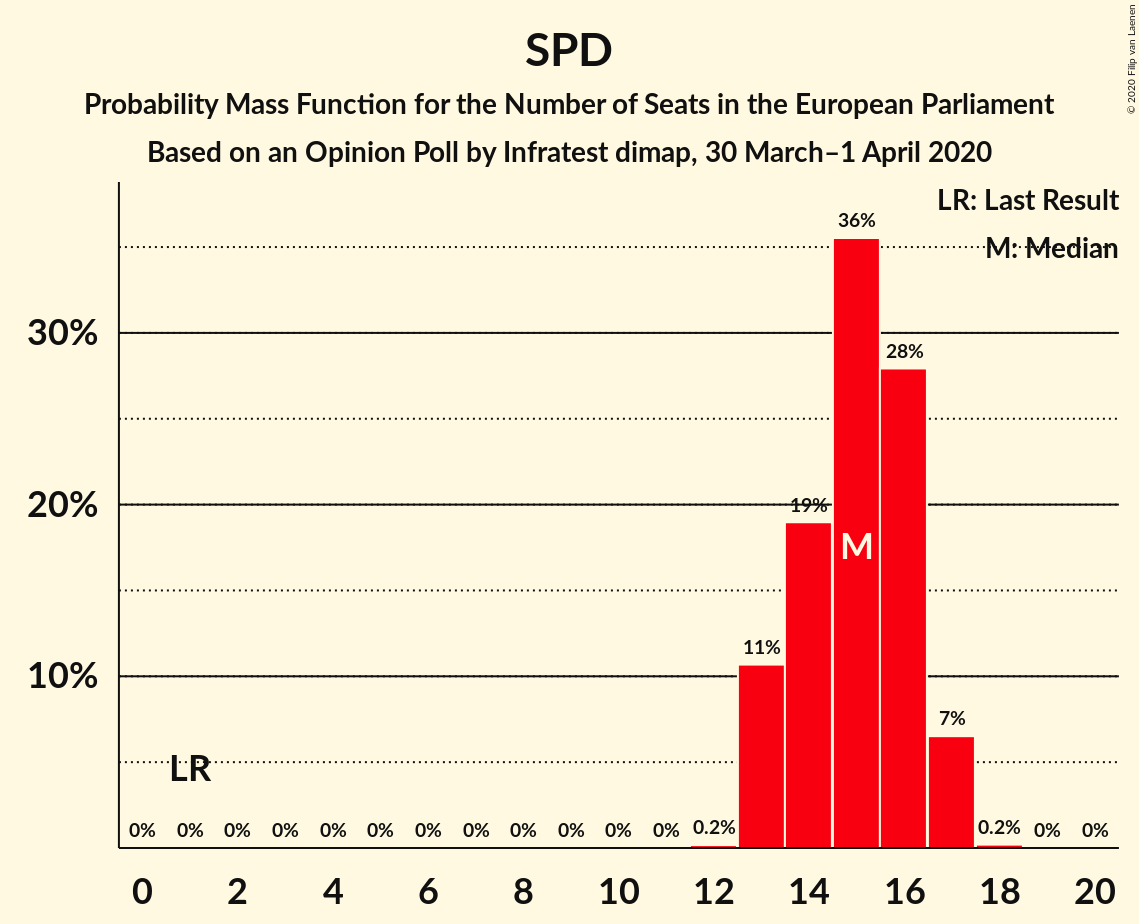 SPD
Probability Mass Function for the Number of Seats in the European Parliament
Based on an Opinion Poll by Infratest dimap, 30 March–1 April 2020
© 2020 Filip van Laenen
LR: Last Result
M: Median
36%
30%
28%
20%
19%
M
11%
10%
7%
LR
0% 0% 0% 0% 0% 0% 0% 0% 0% 0% 0% 0% 0.2% 0.2% 0% 0%
0 2 4 6 8 10 12 14 16 18 20